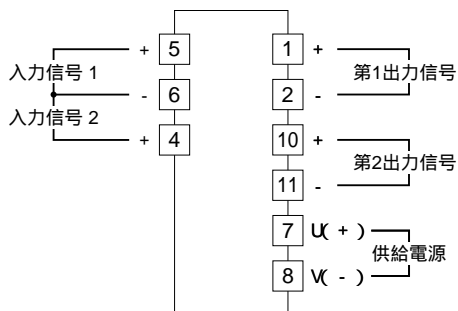 入力信号 1
入力信号 2
+ 5
- 6
+ 4
1 +
2 -
第1出力信号
10 +
11 -
第2出力信号
7 U( + )
8 V( - )
供給電源